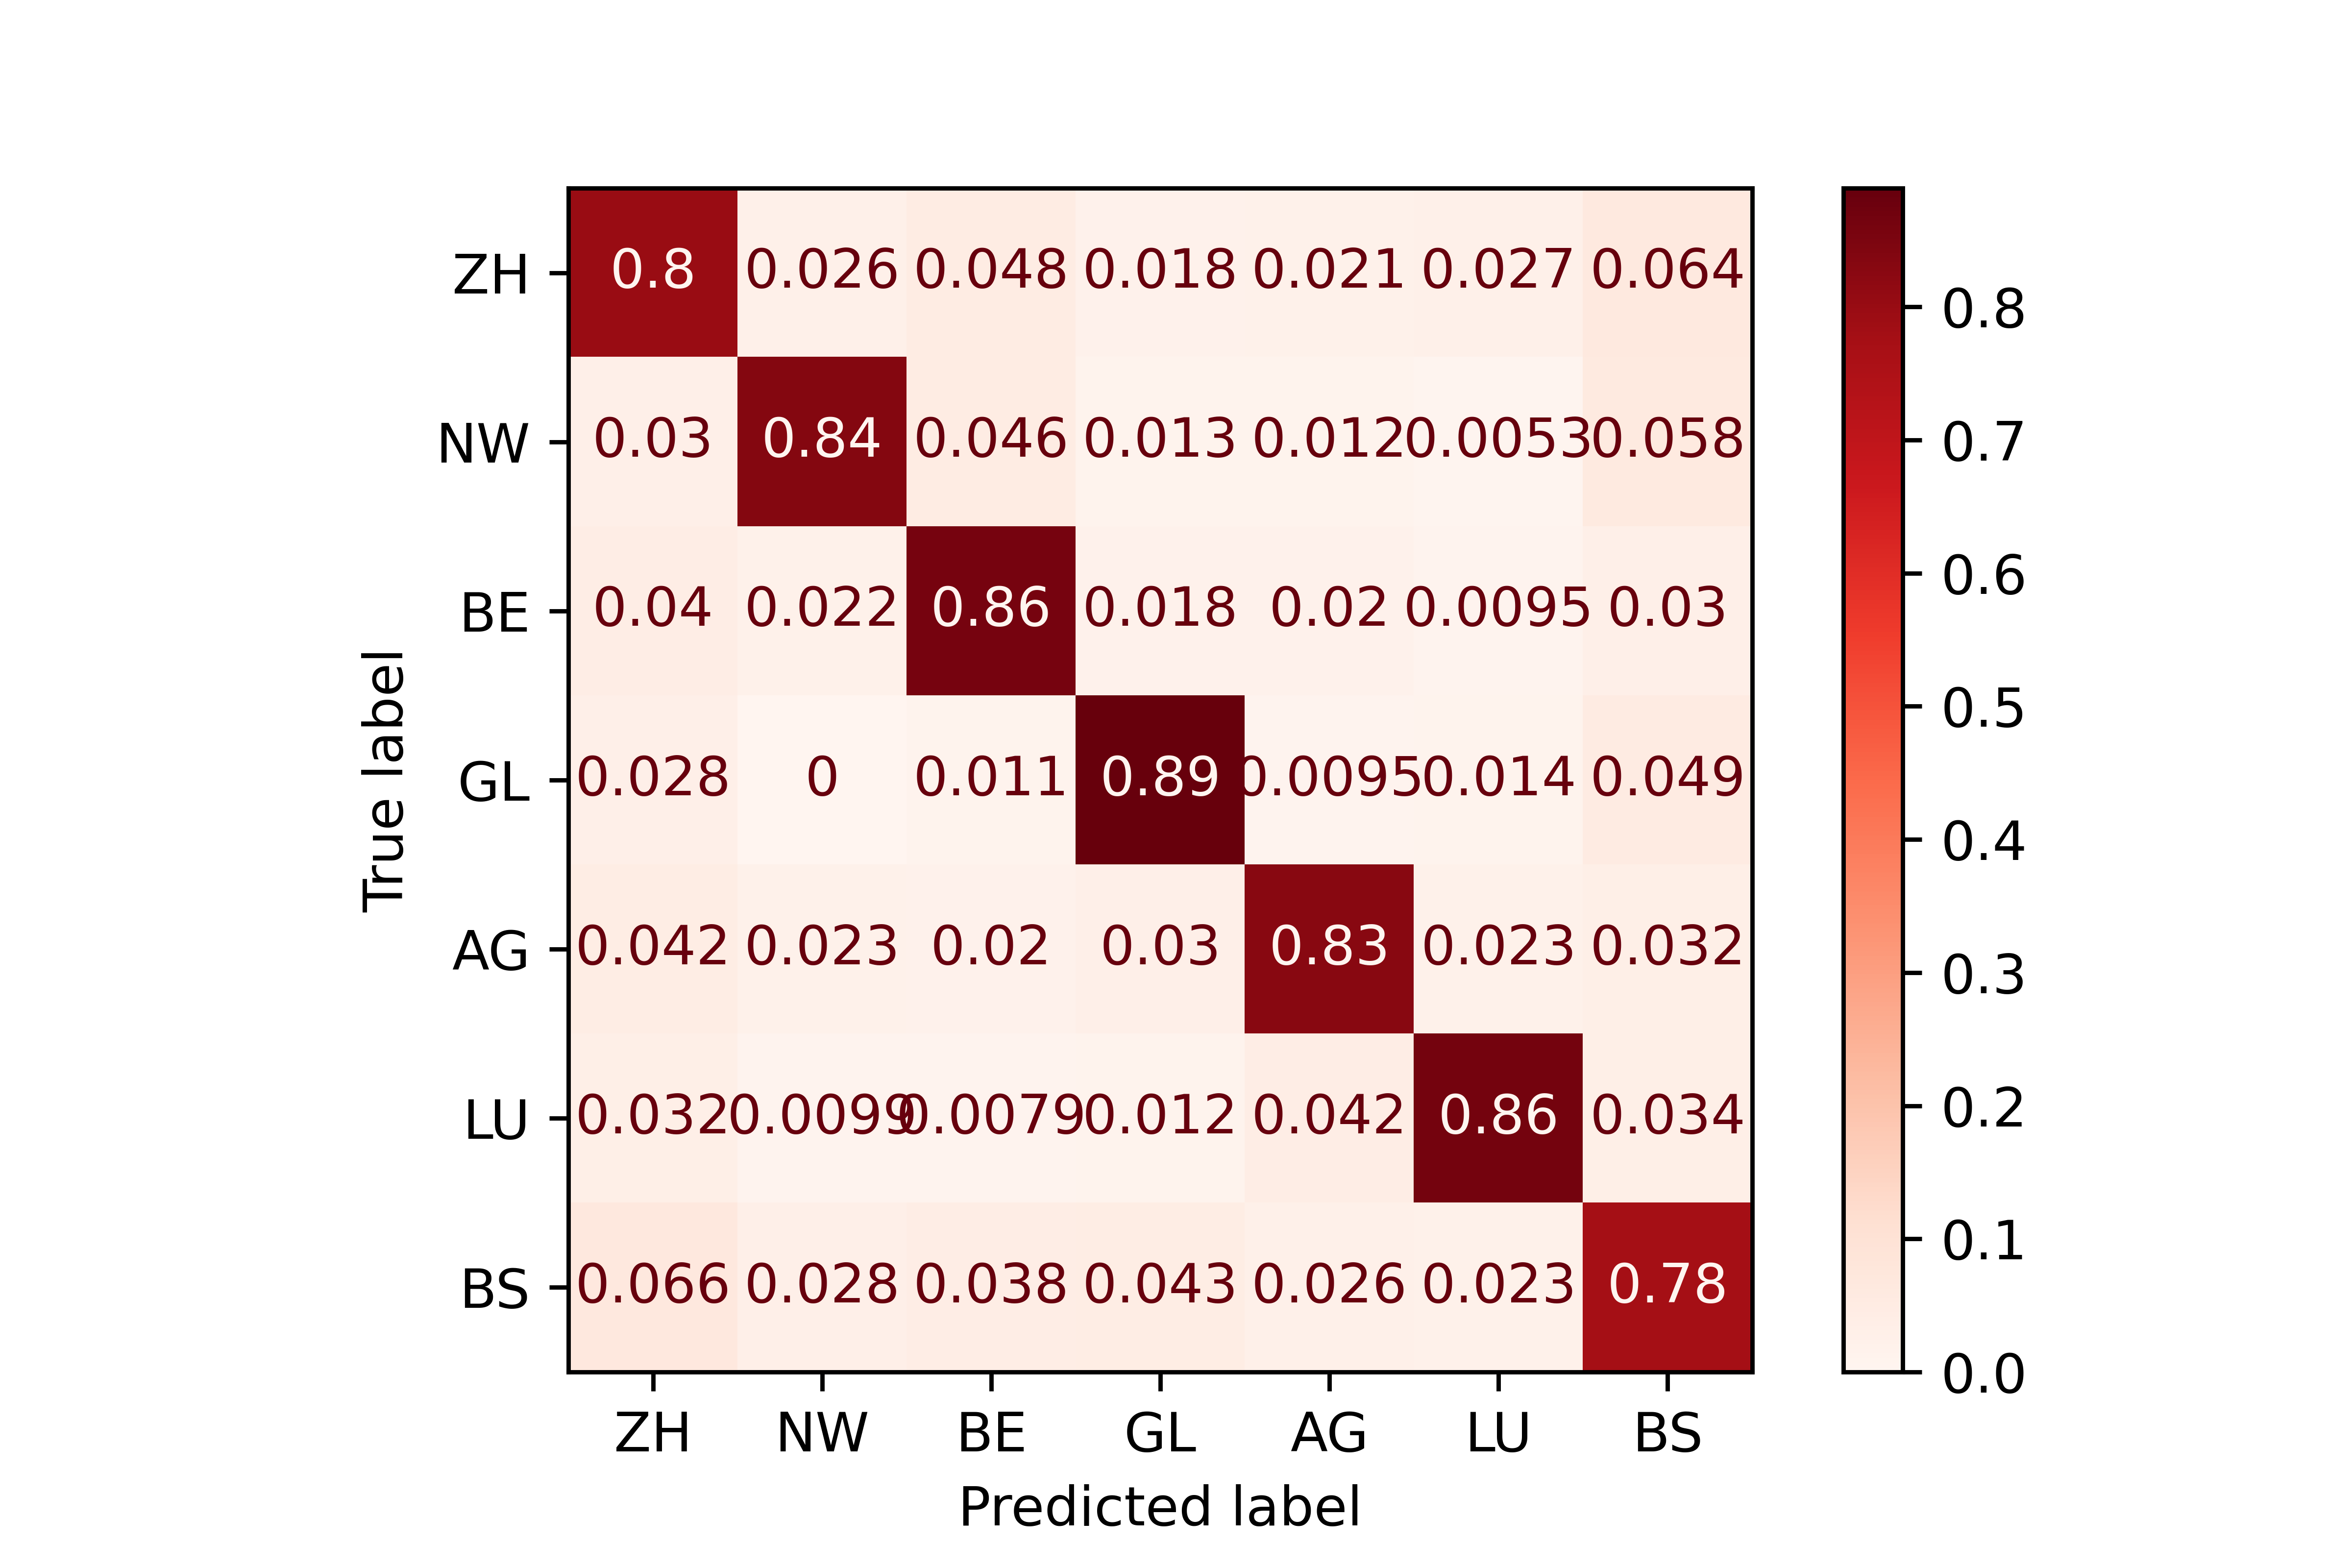 ZH 0.8 0.026 0.048 0.018 0.021 0.027 0.064
NW 0.03 0.84 0.046 0.013 0.012 0.0053 0.058
BE 0.04 0.022 0.86 0.018 0.02 0.0095 0.03
GL 0.028 0 0.011 0.89 0.0095 0.014 0.049
AG 0.042 0.023 0.02 0.03 0.83 0.023 0.032
LU 0.032 0.0099 0.0079 0.012 0.042 0.86 0.034
BS 0.066 0.028 0.038 0.043 0.026 0.023 0.78
ZH NW BE GL AG LU BS
Predicted label
True label
0.8
0.7
0.6
0.5
0.4
0.3
0.2
0.1
0.0